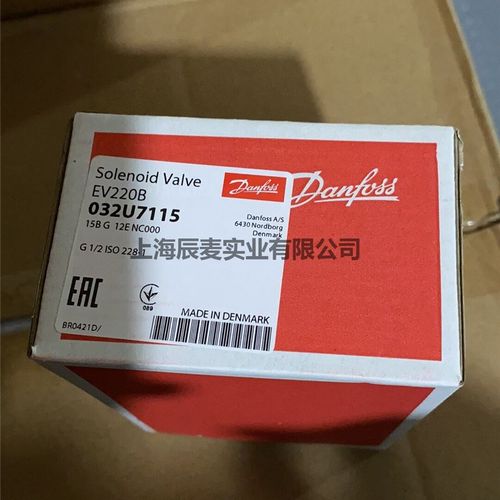 Solenoid Valve
EV220B
032U7115
15B G 12E NC000
G 1/2 ISO 228-1
Danfoss
Danfoss A/S
6430 Nordborg
Denmark
Danfoss
上海辰麦实业有限公司
EAC
089
MADE IN DENMARK
BR0421D/